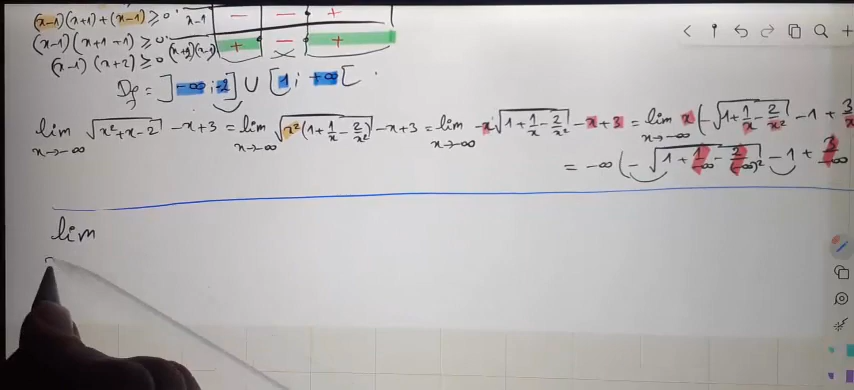 (x-1)(x+1)+(x-1) ≥ 0
x-1 - - +
(x-1)(x+1+1) ≥ 0
(x-1)(x+2) ≥ 0
+ - +
Df = ]-∞;-2] ∪ [1;+∞[
lim x→-∞ √(x²+x-2) -x+3 = lim x→-∞ √(x²(1+1/x-2/x²)) -x+3 = lim x→-∞ -x√(1+1/x-2/x²) -x+3 = lim x→-∞ x(-√(1+1/x-2/x²) -1+3/x
= -∞(-√(1+1/-∞-2/(-∞)²) -1+3/-∞
lim